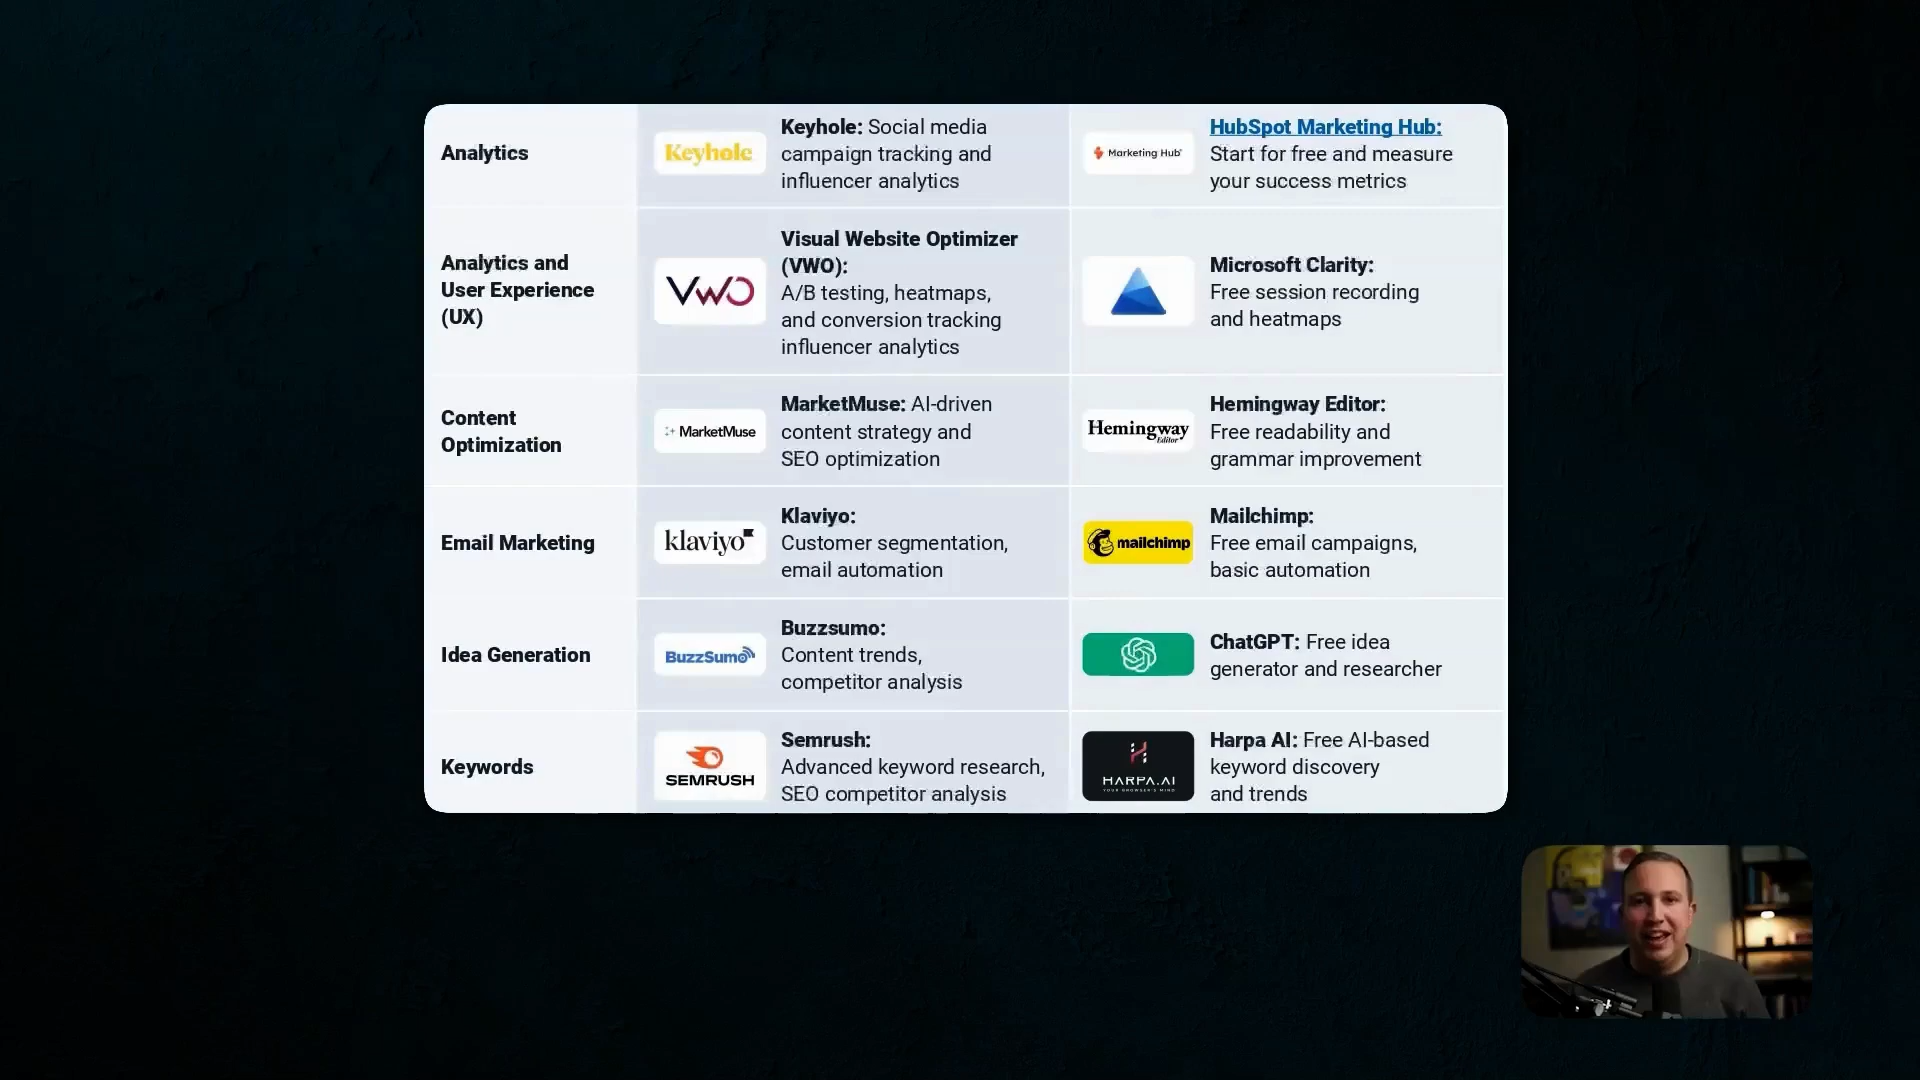 Analytics
Keyhole
Keyhole: Social media
campaign tracking and
influencer analytics
Marketing Hub
HubSpot Marketing Hub:
Start for free and measure
your success metrics
Analytics and
User Experience
(UX)
VWO
Visual Website Optimizer
(VWO):
A/B testing, heatmaps,
and conversion tracking
influencer analytics
Microsoft Clarity:
Free session recording
and heatmaps
Content
Optimization
MarketMuse
MarketMuse: AI-driven
content strategy and
SEO optimization
Hemingway
Editor
Hemingway Editor:
Free readability and
grammar improvement
Email Marketing
klaviyo
Klaviyo:
Customer segmentation,
email automation
mailchimp
Mailchimp:
Free email campaigns,
basic automation
Idea Generation
BuzzSumo
Buzzsumo:
Content trends,
competitor analysis
ChatGPT: Free idea
generator and researcher
Keywords
SEMRUSH
Semrush:
Advanced keyword research,
SEO competitor analysis
HARPA.AI
YOUR BROWSER'S MIND
Harpa AI: Free AI-based
keyword discovery
and trends